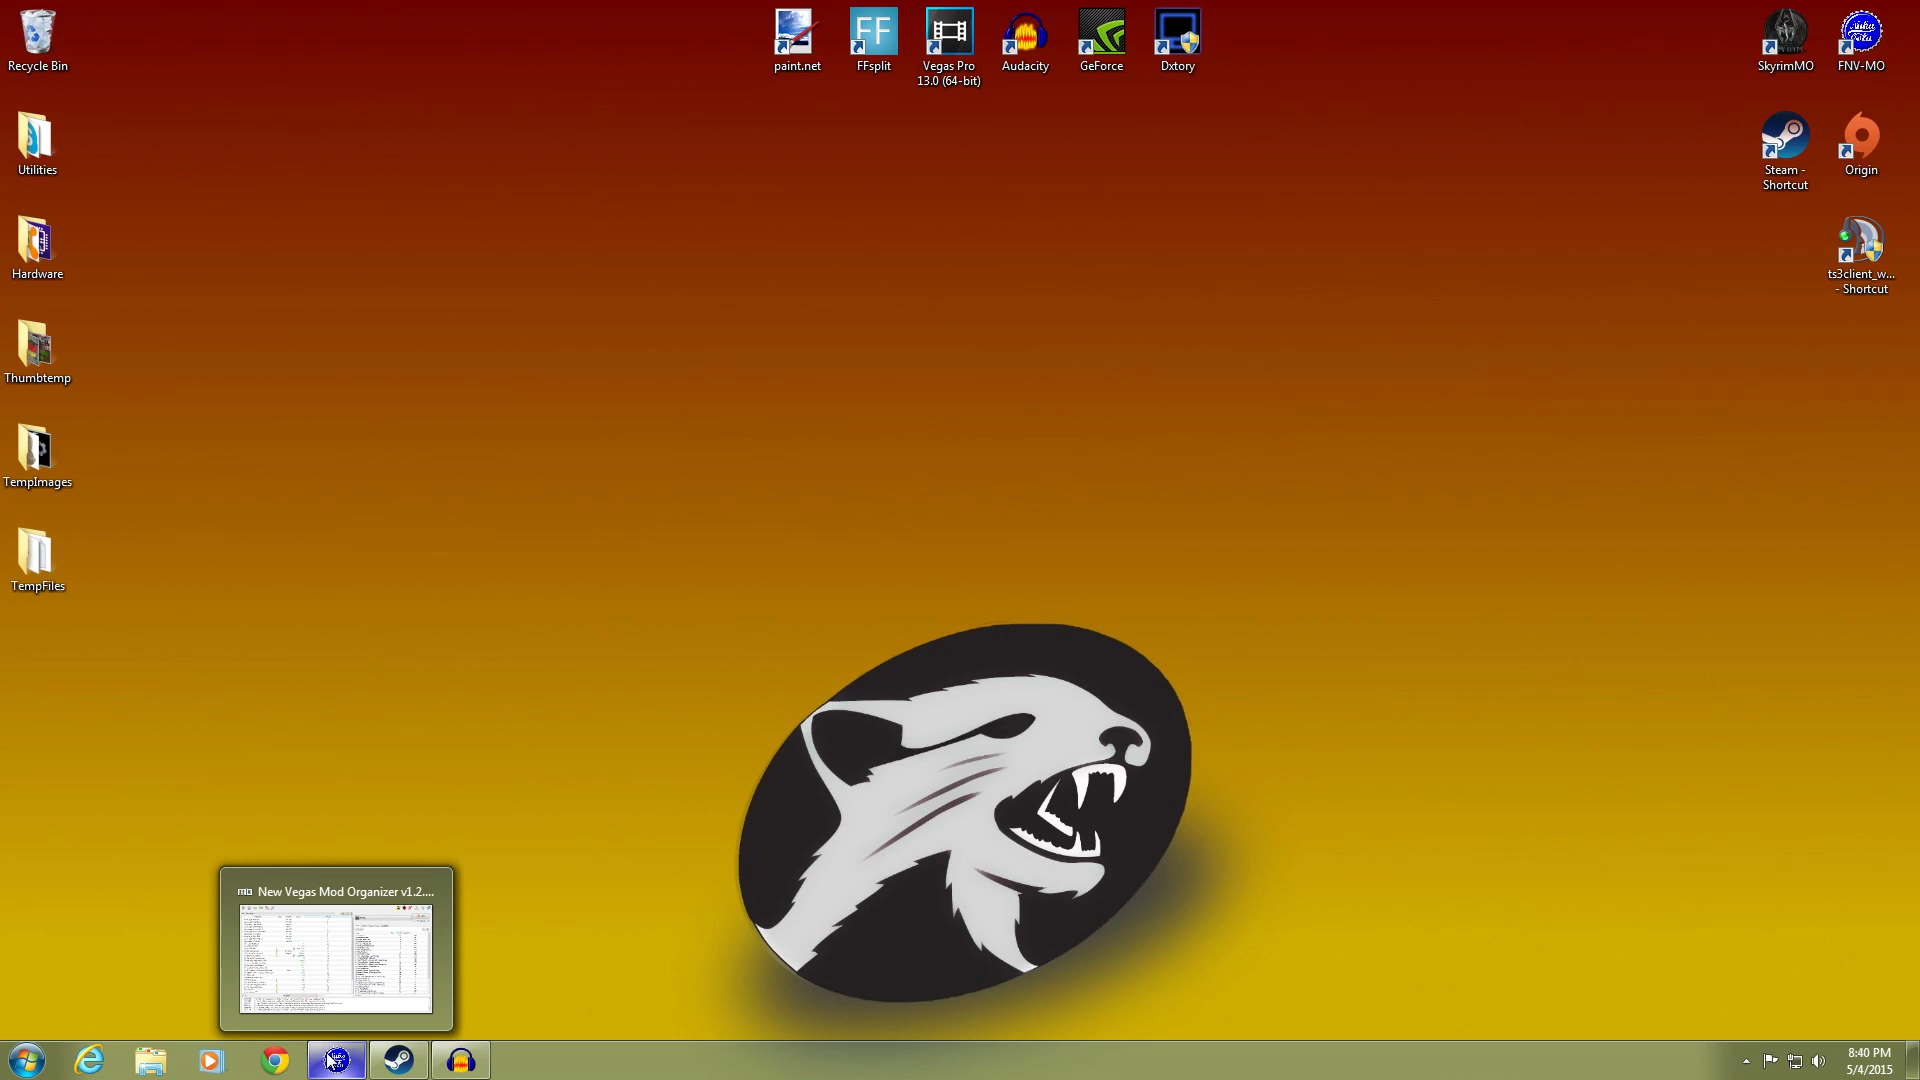 Recycle Bin
Utilities
Hardware
Thumbtemp
TempImages
TempFiles
paint.net
FF
FFsplit
Vegas Pro
13.0 (64-bit)
Audacity
GeForce
Dxtory
SkyrimMO
FNV-MO
Steam -
Shortcut
Origin
ts3client_w...
- Shortcut
mo New Vegas Mod Organizer v1.2....
8:40 PM
5/4/2015